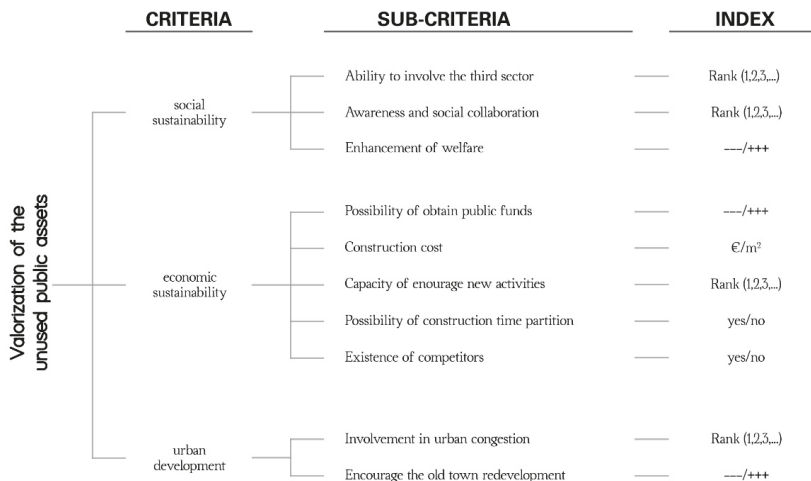 CRITERIA SUB-CRITERIA INDEX
Valorization of the
unused public assets
social
sustainability
Ability to involve the third sector Rank (1,2,3,...)
Awareness and social collaboration Rank (1,2,3,...)
Enhancement of welfare ---/+++
economic
sustainability
Possibility of obtain public funds ---/+++
Construction cost €/m²
Capacity of enourage new activities Rank (1,2,3,...)
Possibility of construction time partition yes/no
Existence of competitors yes/no
urban
development
Involvement in urban congestion Rank (1,2,3,...)
Encourage the old town redevelopment ---/+++